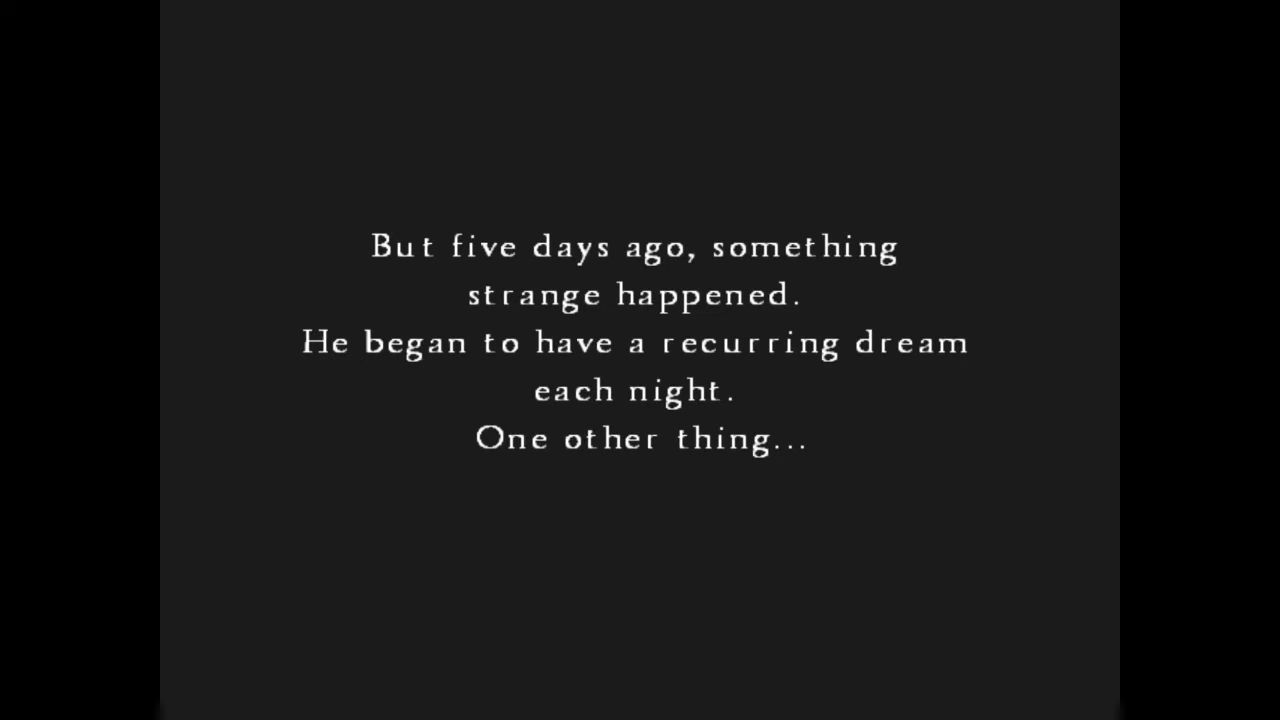 But five days ago, something
strange happened.
He began to have a recurring dream
each night.
One other thing...